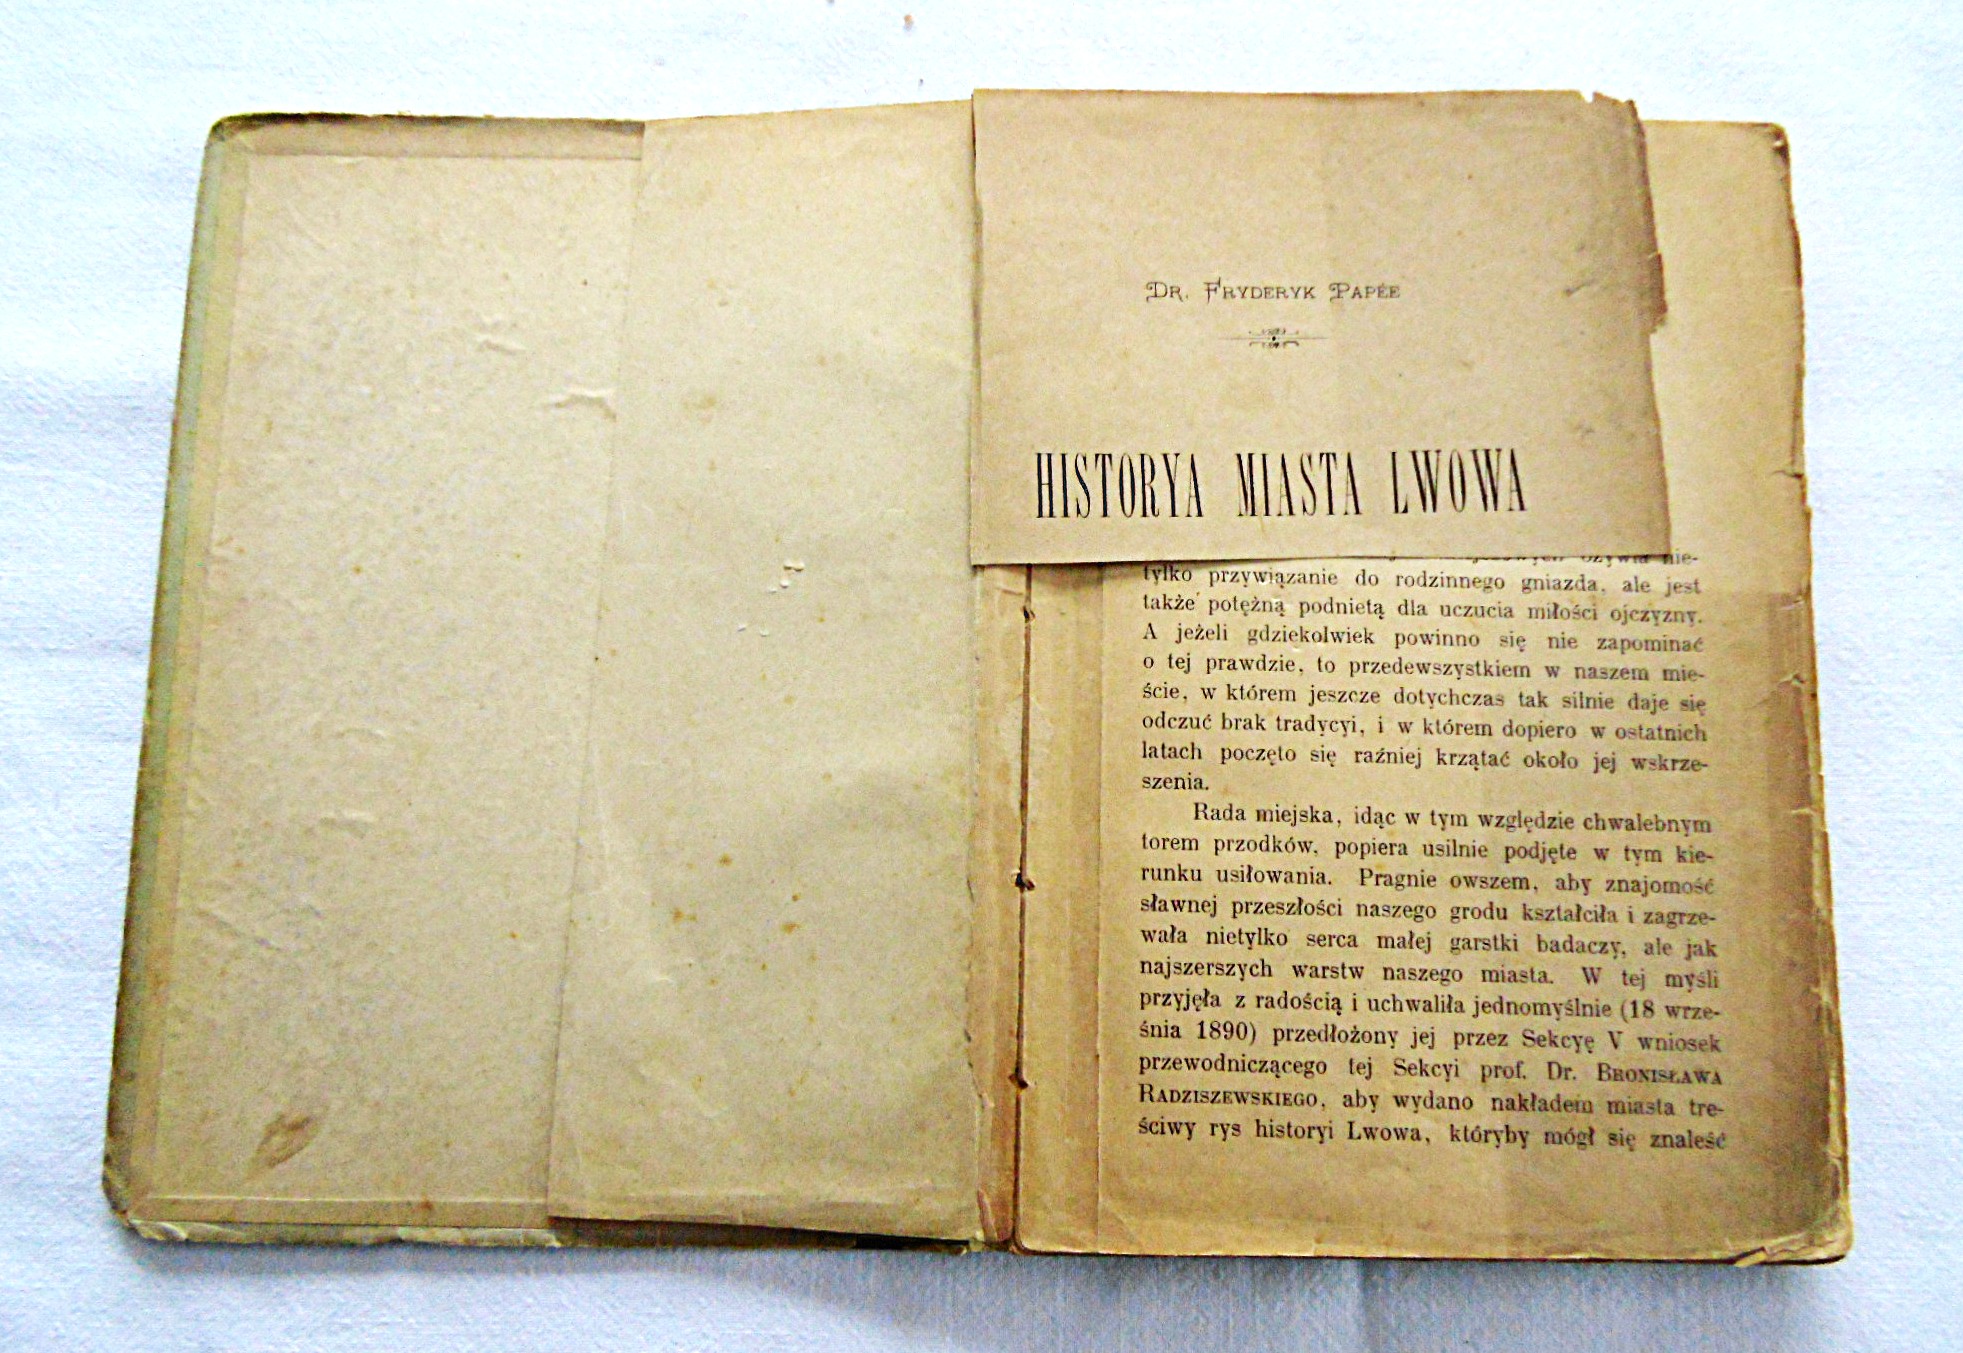 Dr. Fryderyk Papée
HISTORYA MIASTA LWOWA
nie-
tylko przywiązanie do rodzinnego gniazda, ale jest
także potężną podnietą dla uczucia miłości ojczyzny.
A jeżeli gdziekolwiek powinno się nie zapominać
o tej prawdzie, to przedewszystkiem w naszem mie-
ście, w którem jeszcze dotychczas tak silnie daje się
odczuć brak tradycyi, i w którem dopiero w ostatnich
latach poczęto się raźniej krzątać około jej wskrze-
szenia.
Rada miejska, idąc w tym względzie chwalebnym
torem przodków, popiera usilnie podjęte w tym kie-
runku usiłowania. Pragnie owszem, aby znajomość
sławnej przeszłości naszego grodu kształciła i zagrze-
wała nietylko serca małej garstki badaczy, ale jak
najszerszych warstw naszego miasta. W tej myśli
przyjęła z radością i uchwaliła jednomyślnie (18 wrze-
śnia 1890) przedłożony jej przez Sekcyę V wniosek
przewodniczącego tej Sekcyi prof. Dr. Bronisława
Radziszewskiego, aby wydano nakładem miasta tre-
ściwy rys historyi Lwowa, któryby mógł się znaleść